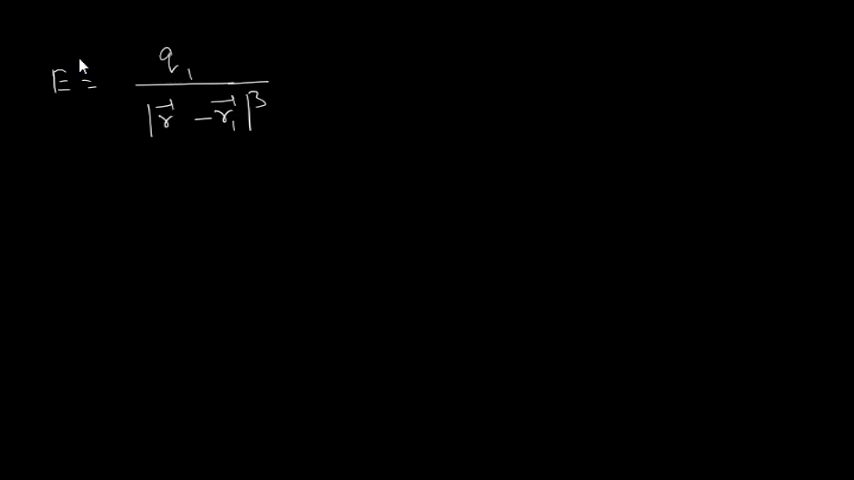 E = q₁ / |r⃗ - r⃗₁|³